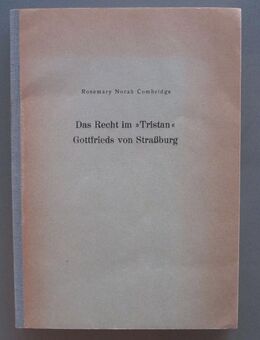 Rosemary Norah Combridge
Das Recht im »Tristan«
Gottfrieds von Straßburg